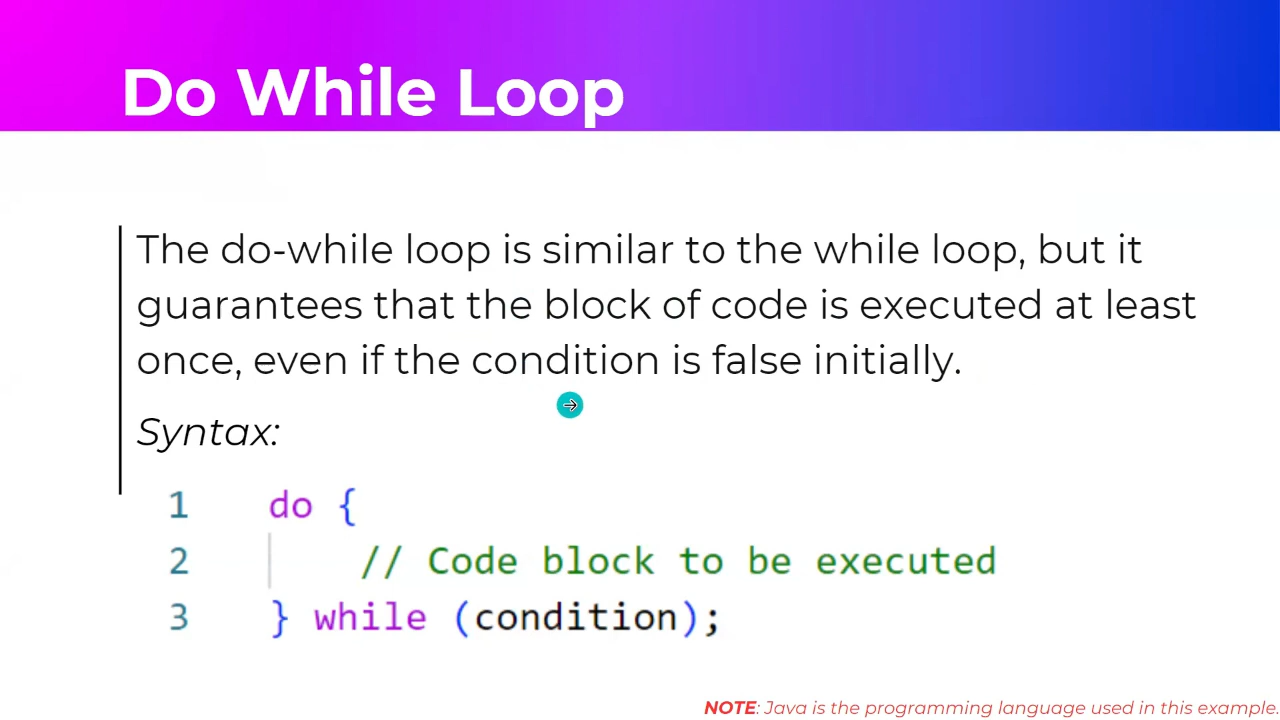 Do While Loop
The do-while loop is similar to the while loop, but it
guarantees that the block of code is executed at least
once, even if the condition is false initially.
Syntax:
1 do {
2 // Code block to be executed
3 } while (condition);
NOTE: Java is the programming language used in this example.